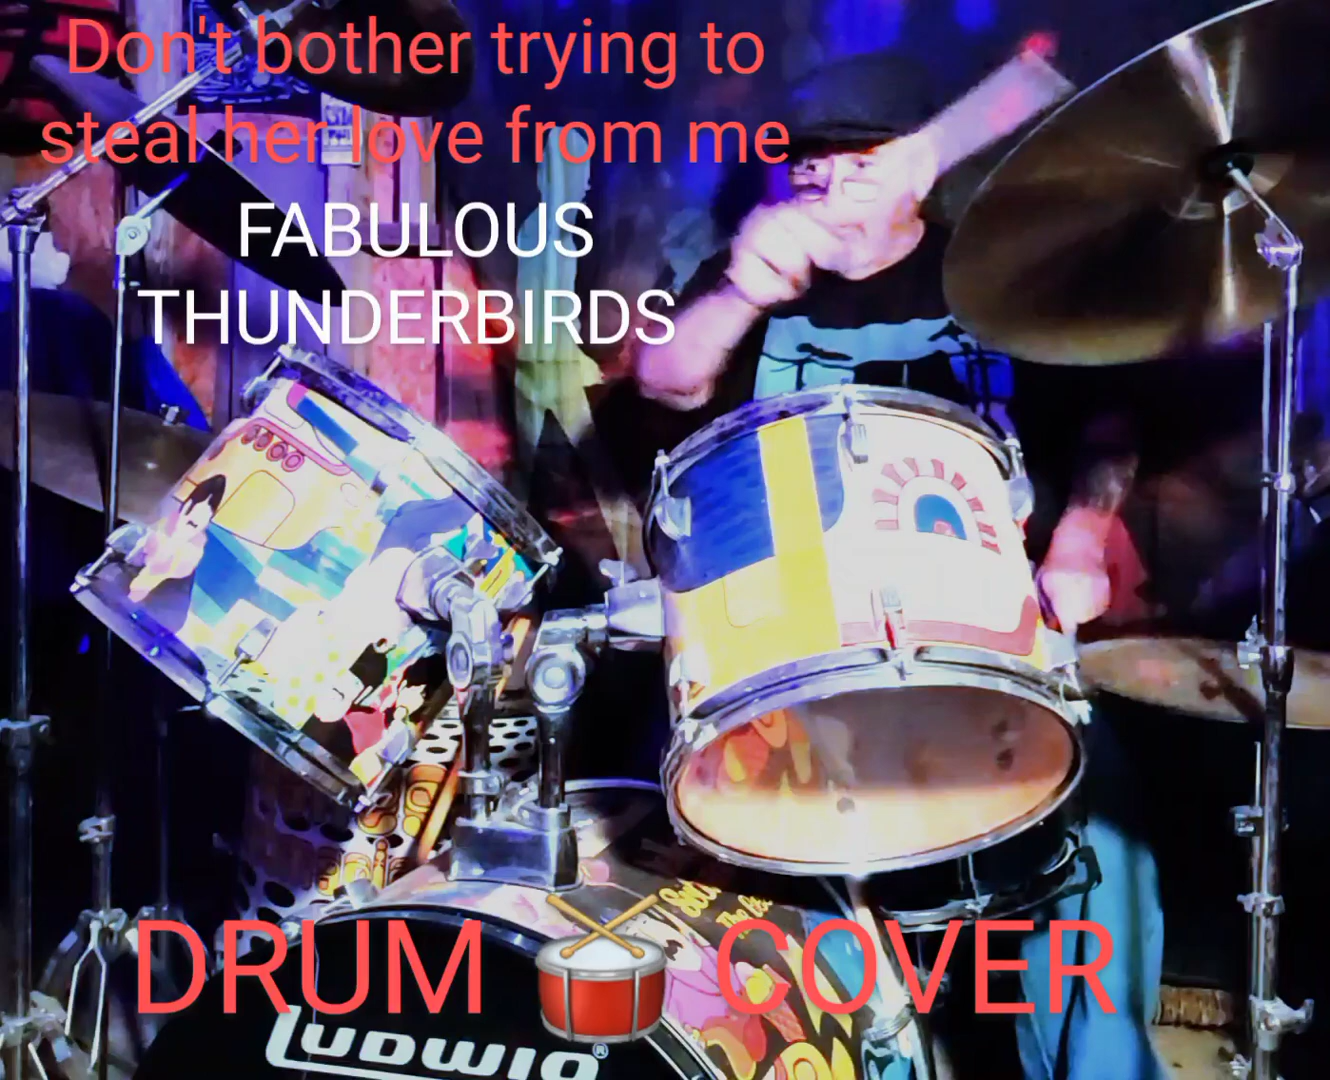 Don't bother trying to
steal her love from me
FABULOUS
THUNDERBIRDS
DRUM COVER
LUDWIG®